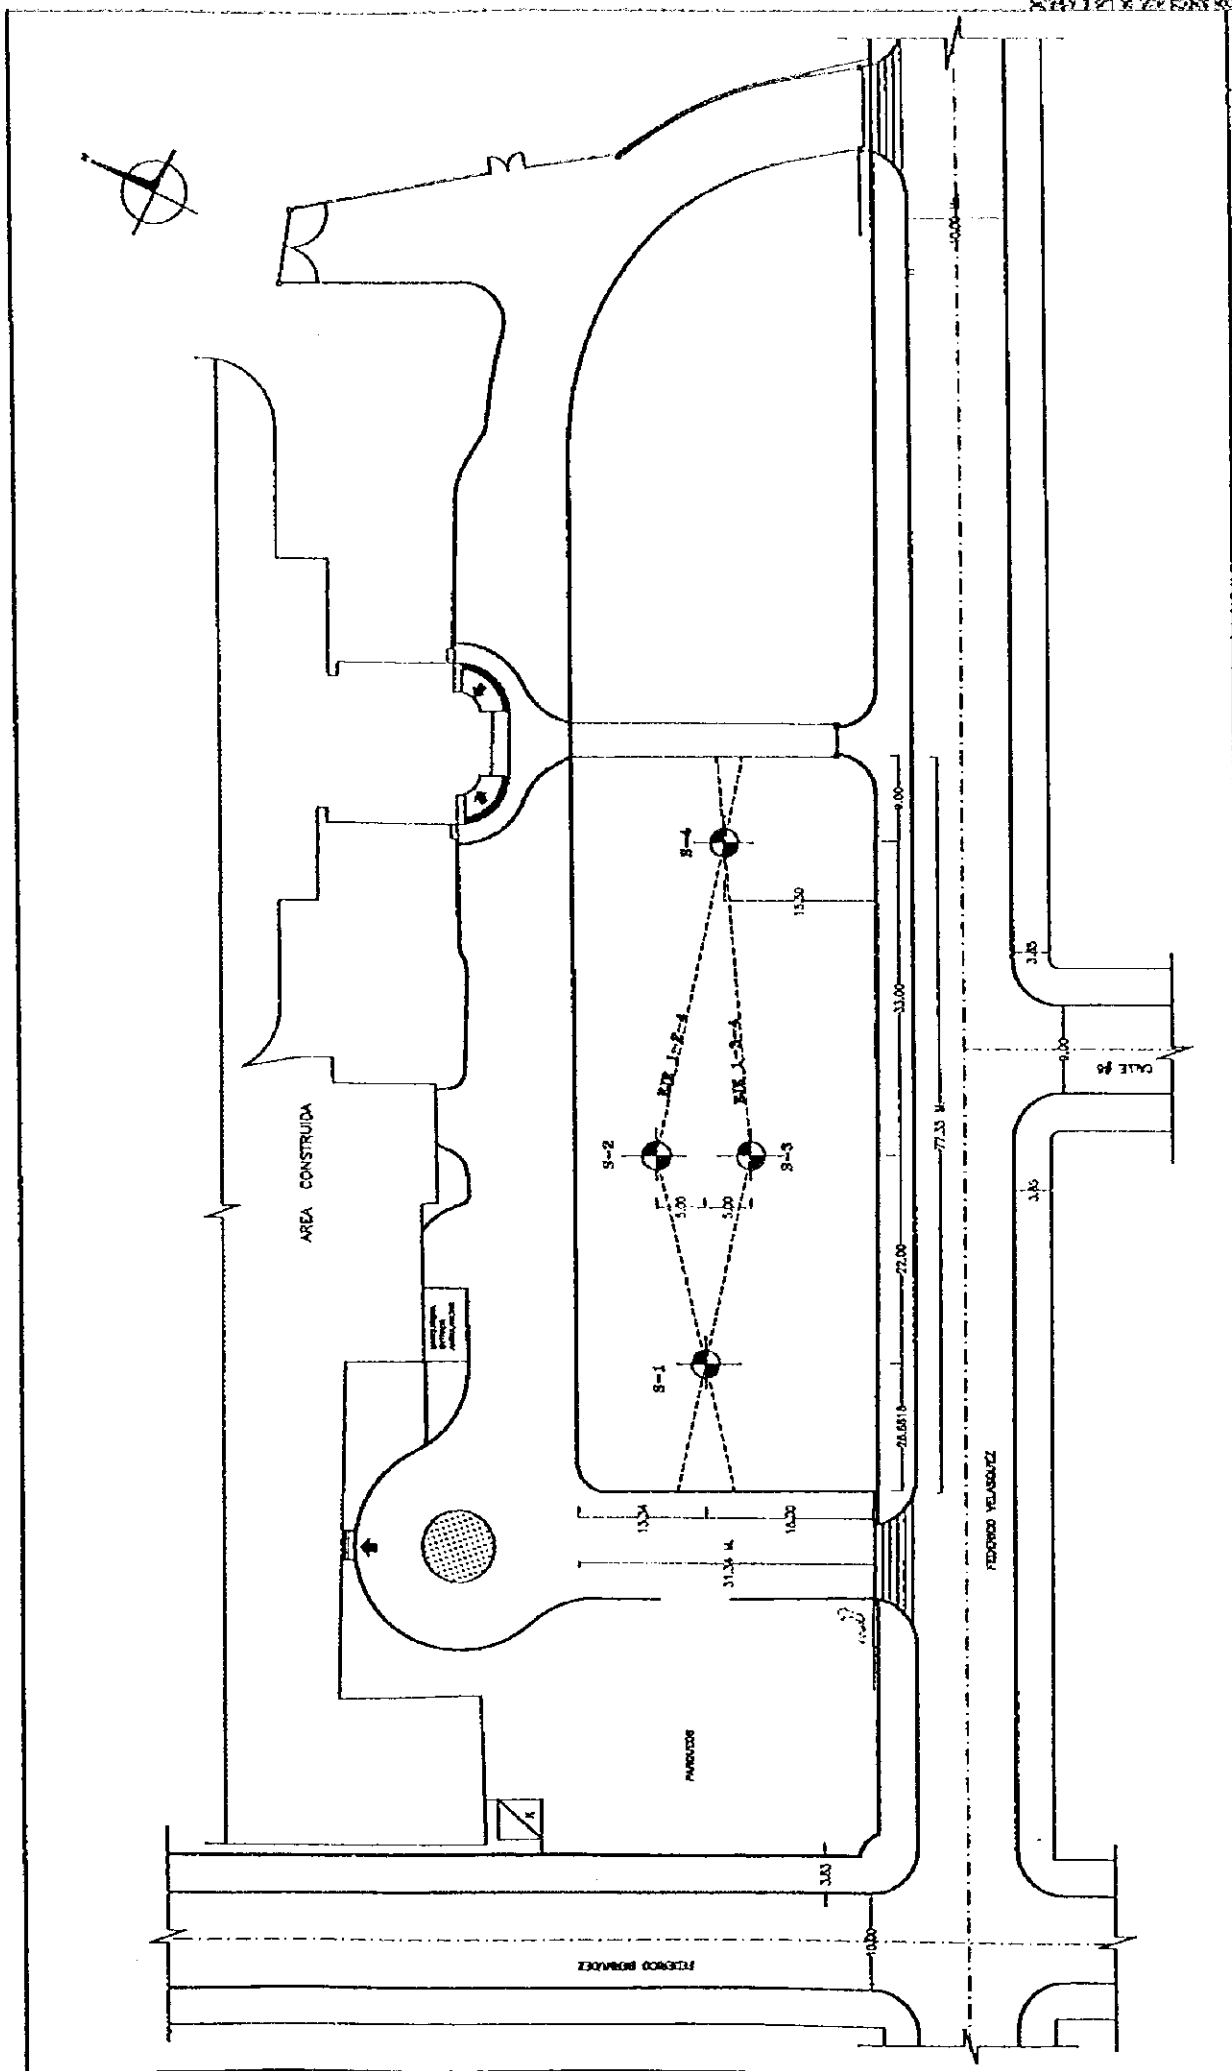 10.00 M.
S-4
9.00
15.30
33.00
3.85
EJE 1-2-4
EJE 1-3-4
9.00
CALLE #6
AREA CONSTRUIDA
77.33 M.
S-2
S-3
5.00
5.00
3.85
22.00
S-1
13.34
18.00
31.34 M.
FEDERICO VELASQUEZ
PARQUEOS
3.85
10.00
FEDERICO BERMUDEZ